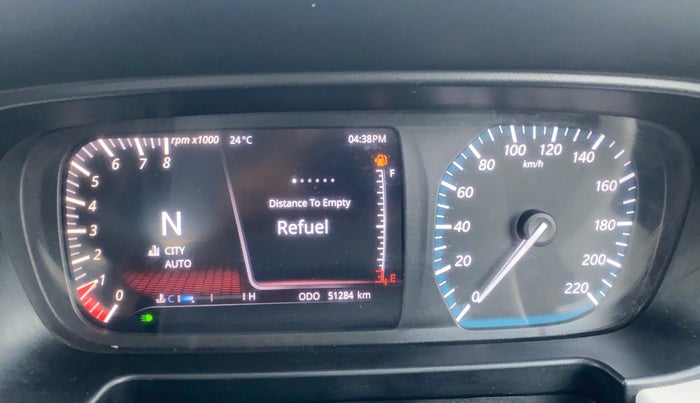 rpm x1000 24°C 04:38PM
6 7 8
5
4
3
2
1
0
N
CITY
AUTO
Distance To Empty
Refuel
F
E
C H ODO 51284 km
0 20 40 60 80 100 120 140 160 180 200 220
km/h